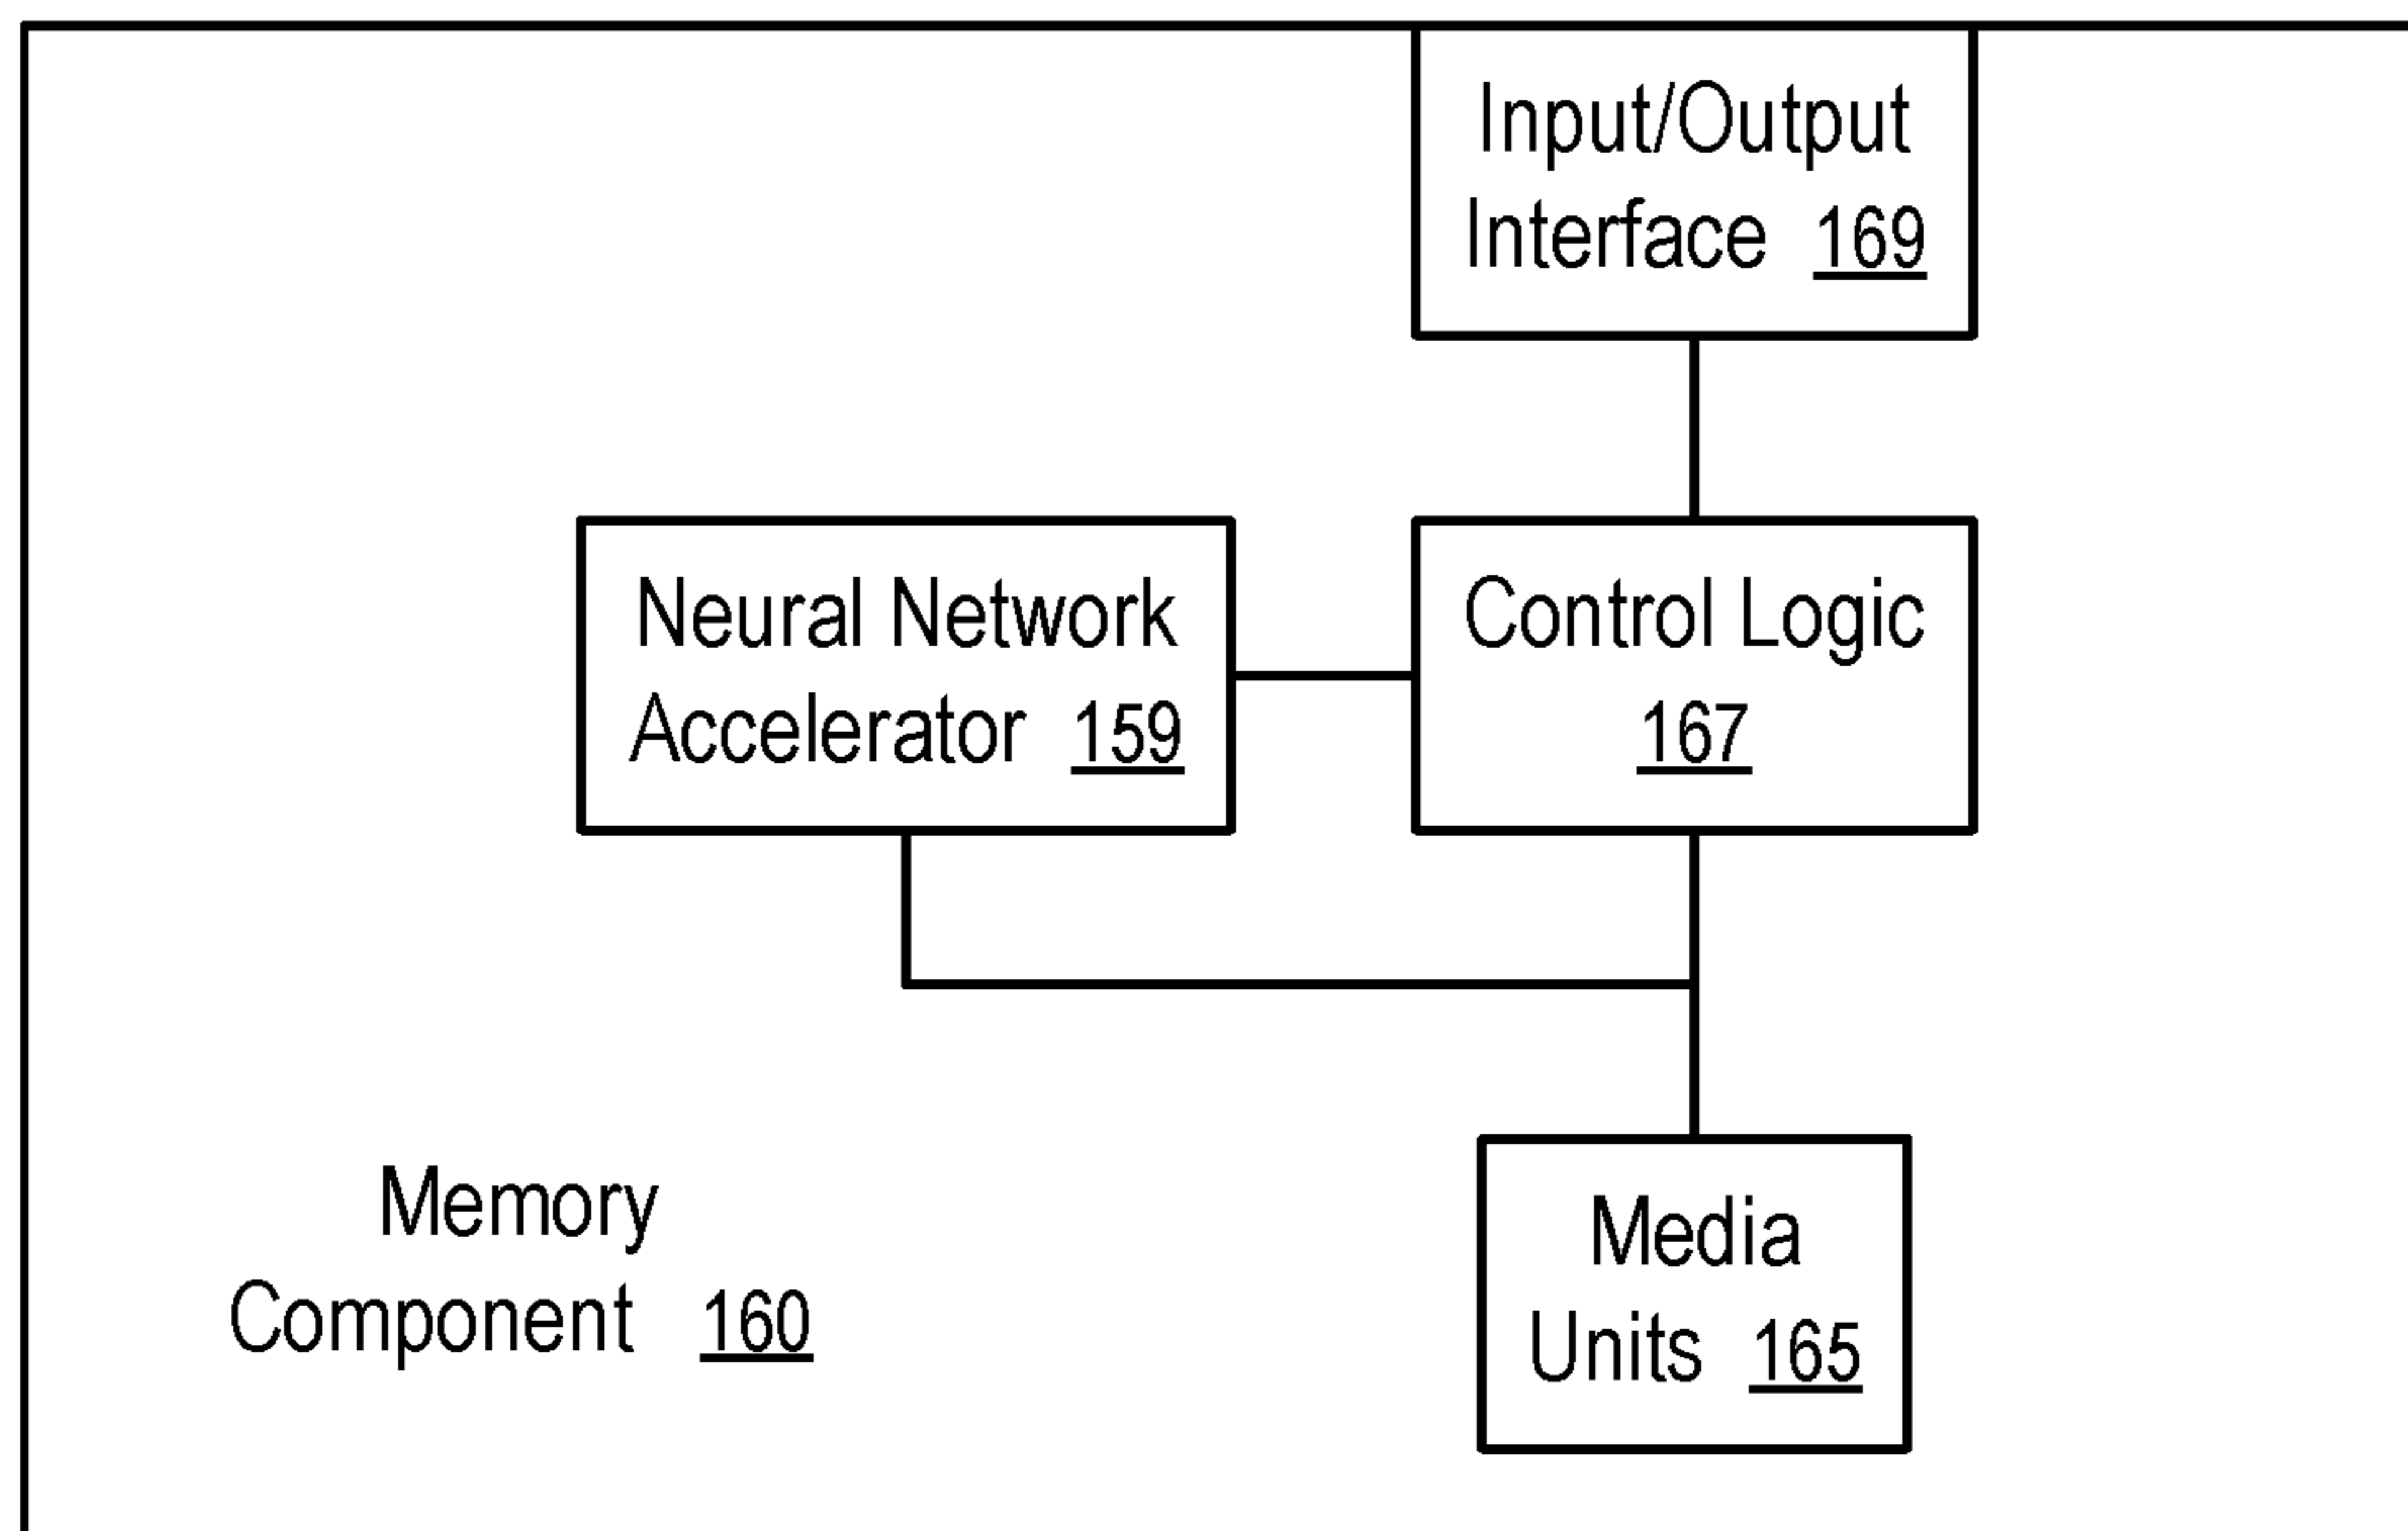 Input/Output
Interface 169
Neural Network
Accelerator 159
Control Logic
167
Memory
Component 160
Media
Units 165